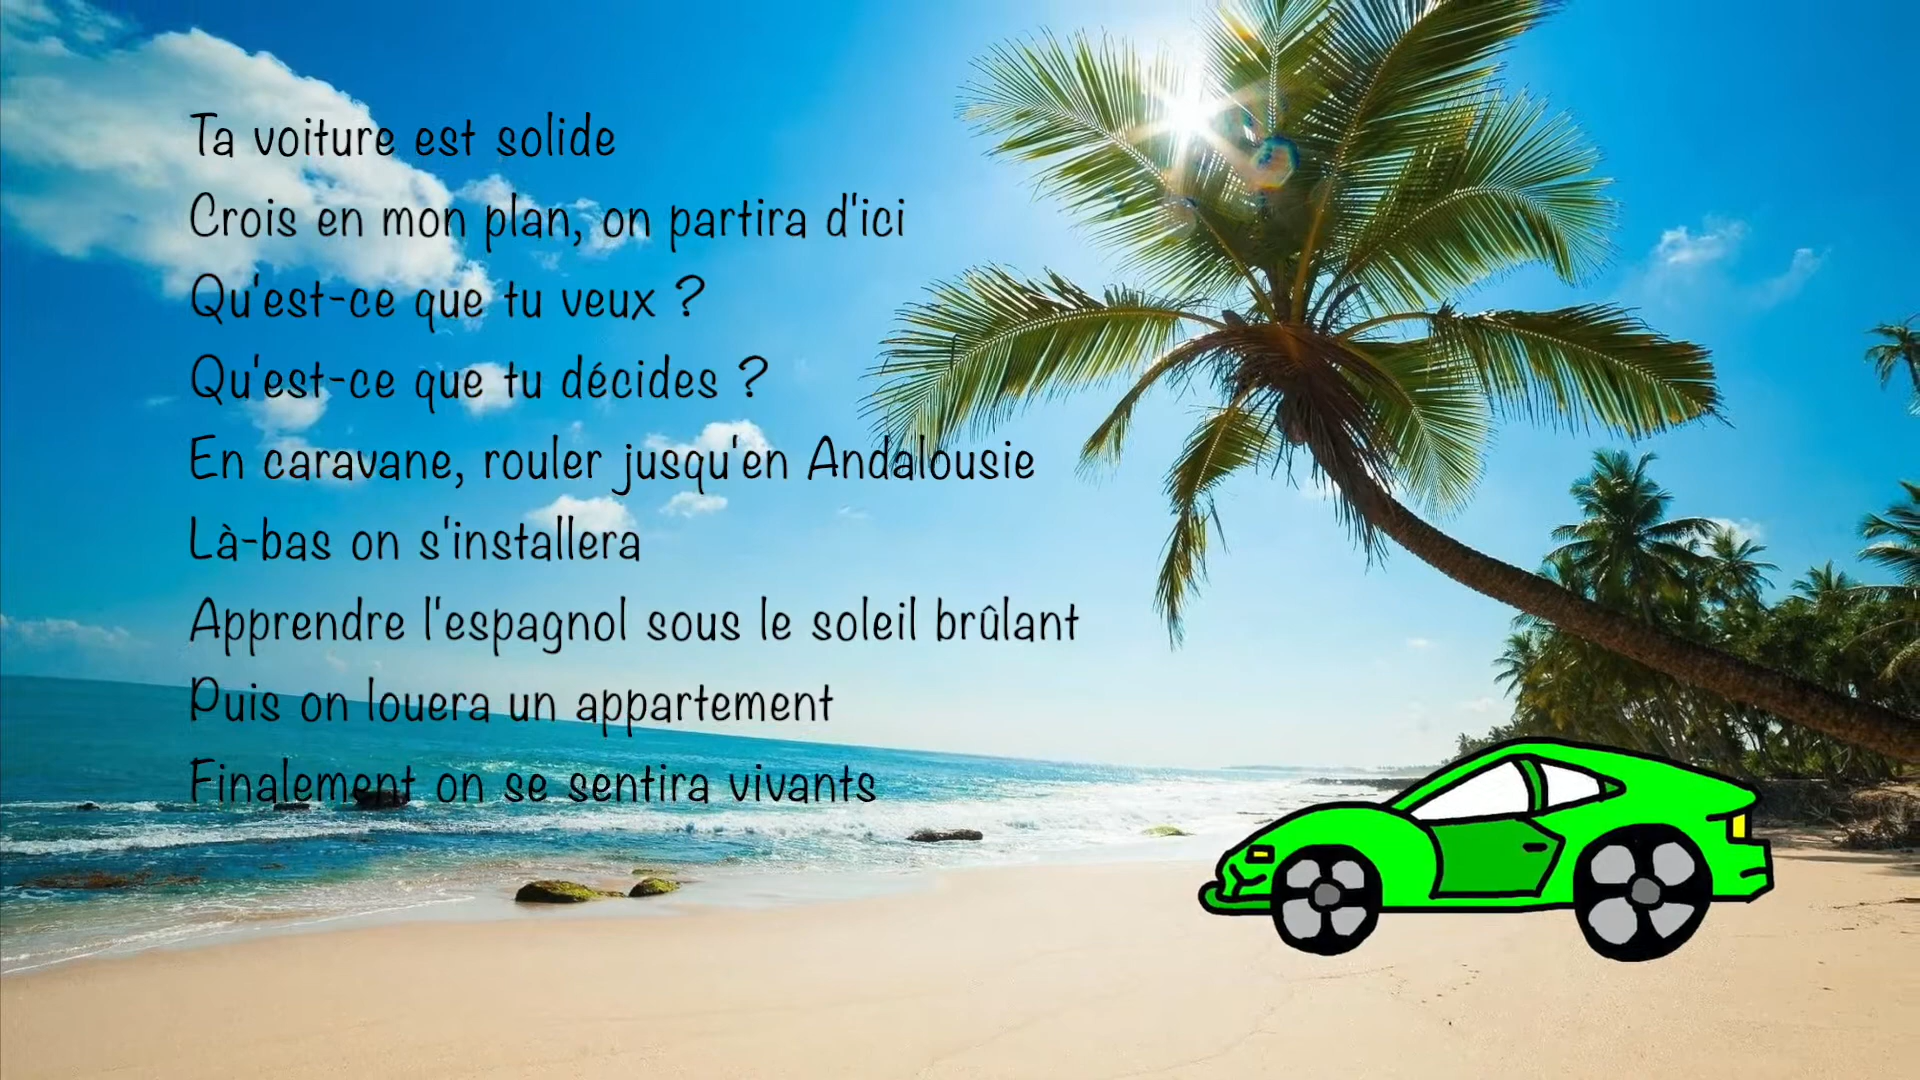 Ta voiture est solide
Crois en mon plan, on partira d'ici
Qu'est-ce que tu veux ?
Qu'est-ce que tu décides ?
En caravane, rouler jusqu'en Andalousie
Là-bas on s'installera
Apprendre l'espagnol sous le soleil brûlant
Puis on louera un appartement
Finalement on se sentira vivants